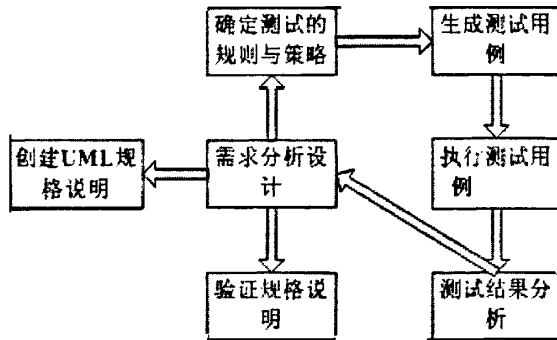 确定测试的
规则与策略
生成测试用
例
创建UML规
格说明
需求分析设
计
执行测试用
例
验证规格说
明
测试结果分
析